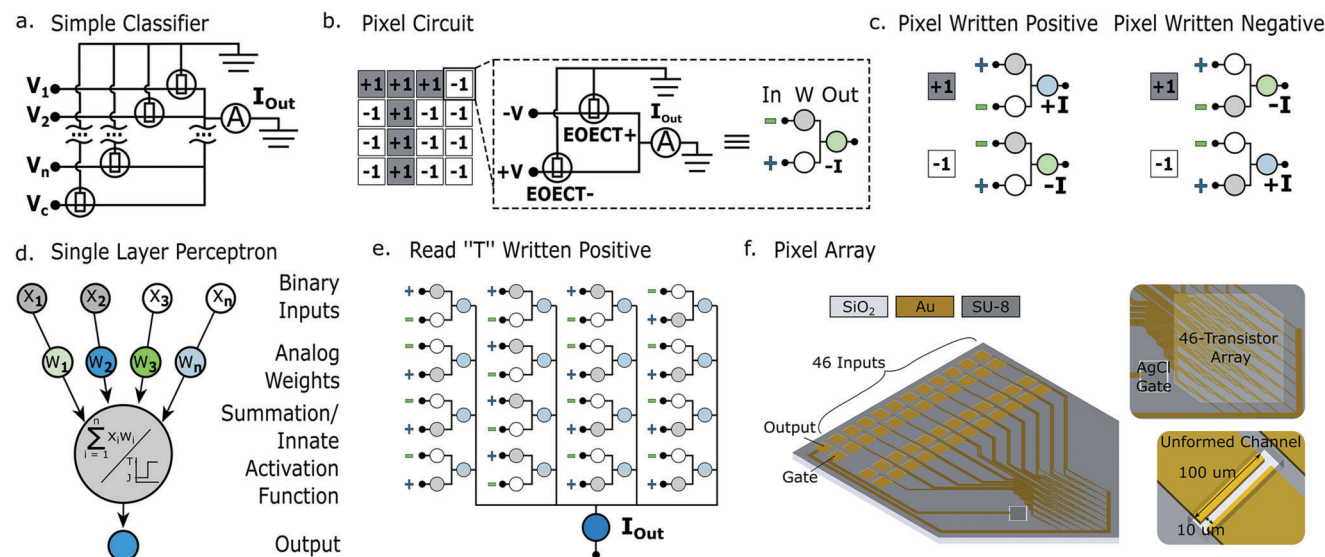 a. Simple Classifier
V1
V2
Vn
Vc
IOut
A
b. Pixel Circuit
+1 +1 +1 -1
-1 +1 -1 -1
-1 +1 -1 -1
-1 +1 -1 -1
-V
+V
EOECT+
EOECT-
IOut
A
In W Out
-
+
-I
c. Pixel Written Positive
+1
+
-
+I
-1
-
+
-I
Pixel Written Negative
+1
+
-
-I
-1
-
+
+I
d. Single Layer Perceptron
X1 X2 X3 Xn
W1 W2 W3 Wn
n
∑ xiwi
i = 1
T
J
Binary
Inputs
Analog
Weights
Summation/
Innate
Activation
Function
Output
e. Read "T" Written Positive
+ + + -
- - - +
- + - -
+ - + +
- + - -
+ - + +
- + - -
+ - + +
IOut
f. Pixel Array
SiO2 Au SU-8
46 Inputs
Output
Gate
46-Transistor
Array
AgCl
Gate
Unformed Channel
100 um
10 um